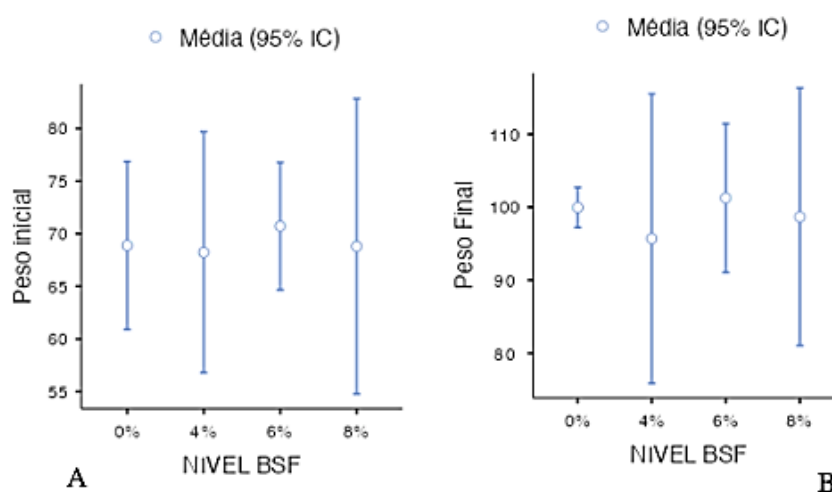 Média (95% IC)
80
75
70
65
60
55
Peso inicial
0%
4%
6%
8%
NIVEL BSF
A
Média (95% IC)
110
100
90
80
Peso Final
0%
4%
6%
8%
NIVEL BSF
B